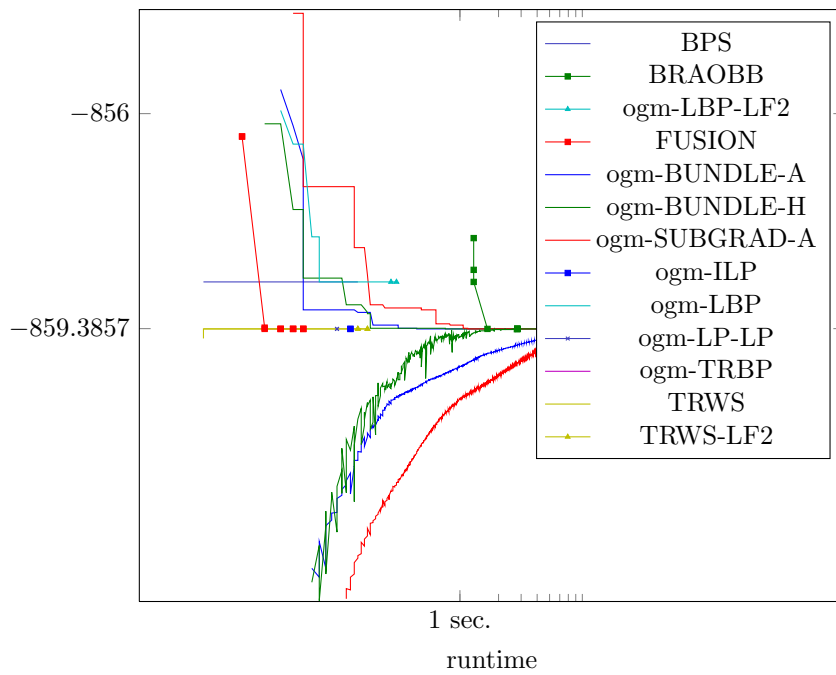 −856
−859.3857
BPS
BRAOBB
ogm-LBP-LF2
FUSION
ogm-BUNDLE-A
ogm-BUNDLE-H
ogm-SUBGRAD-A
ogm-ILP
ogm-LBP
ogm-LP-LP
ogm-TRBP
TRWS
TRWS-LF2
1 sec.
runtime